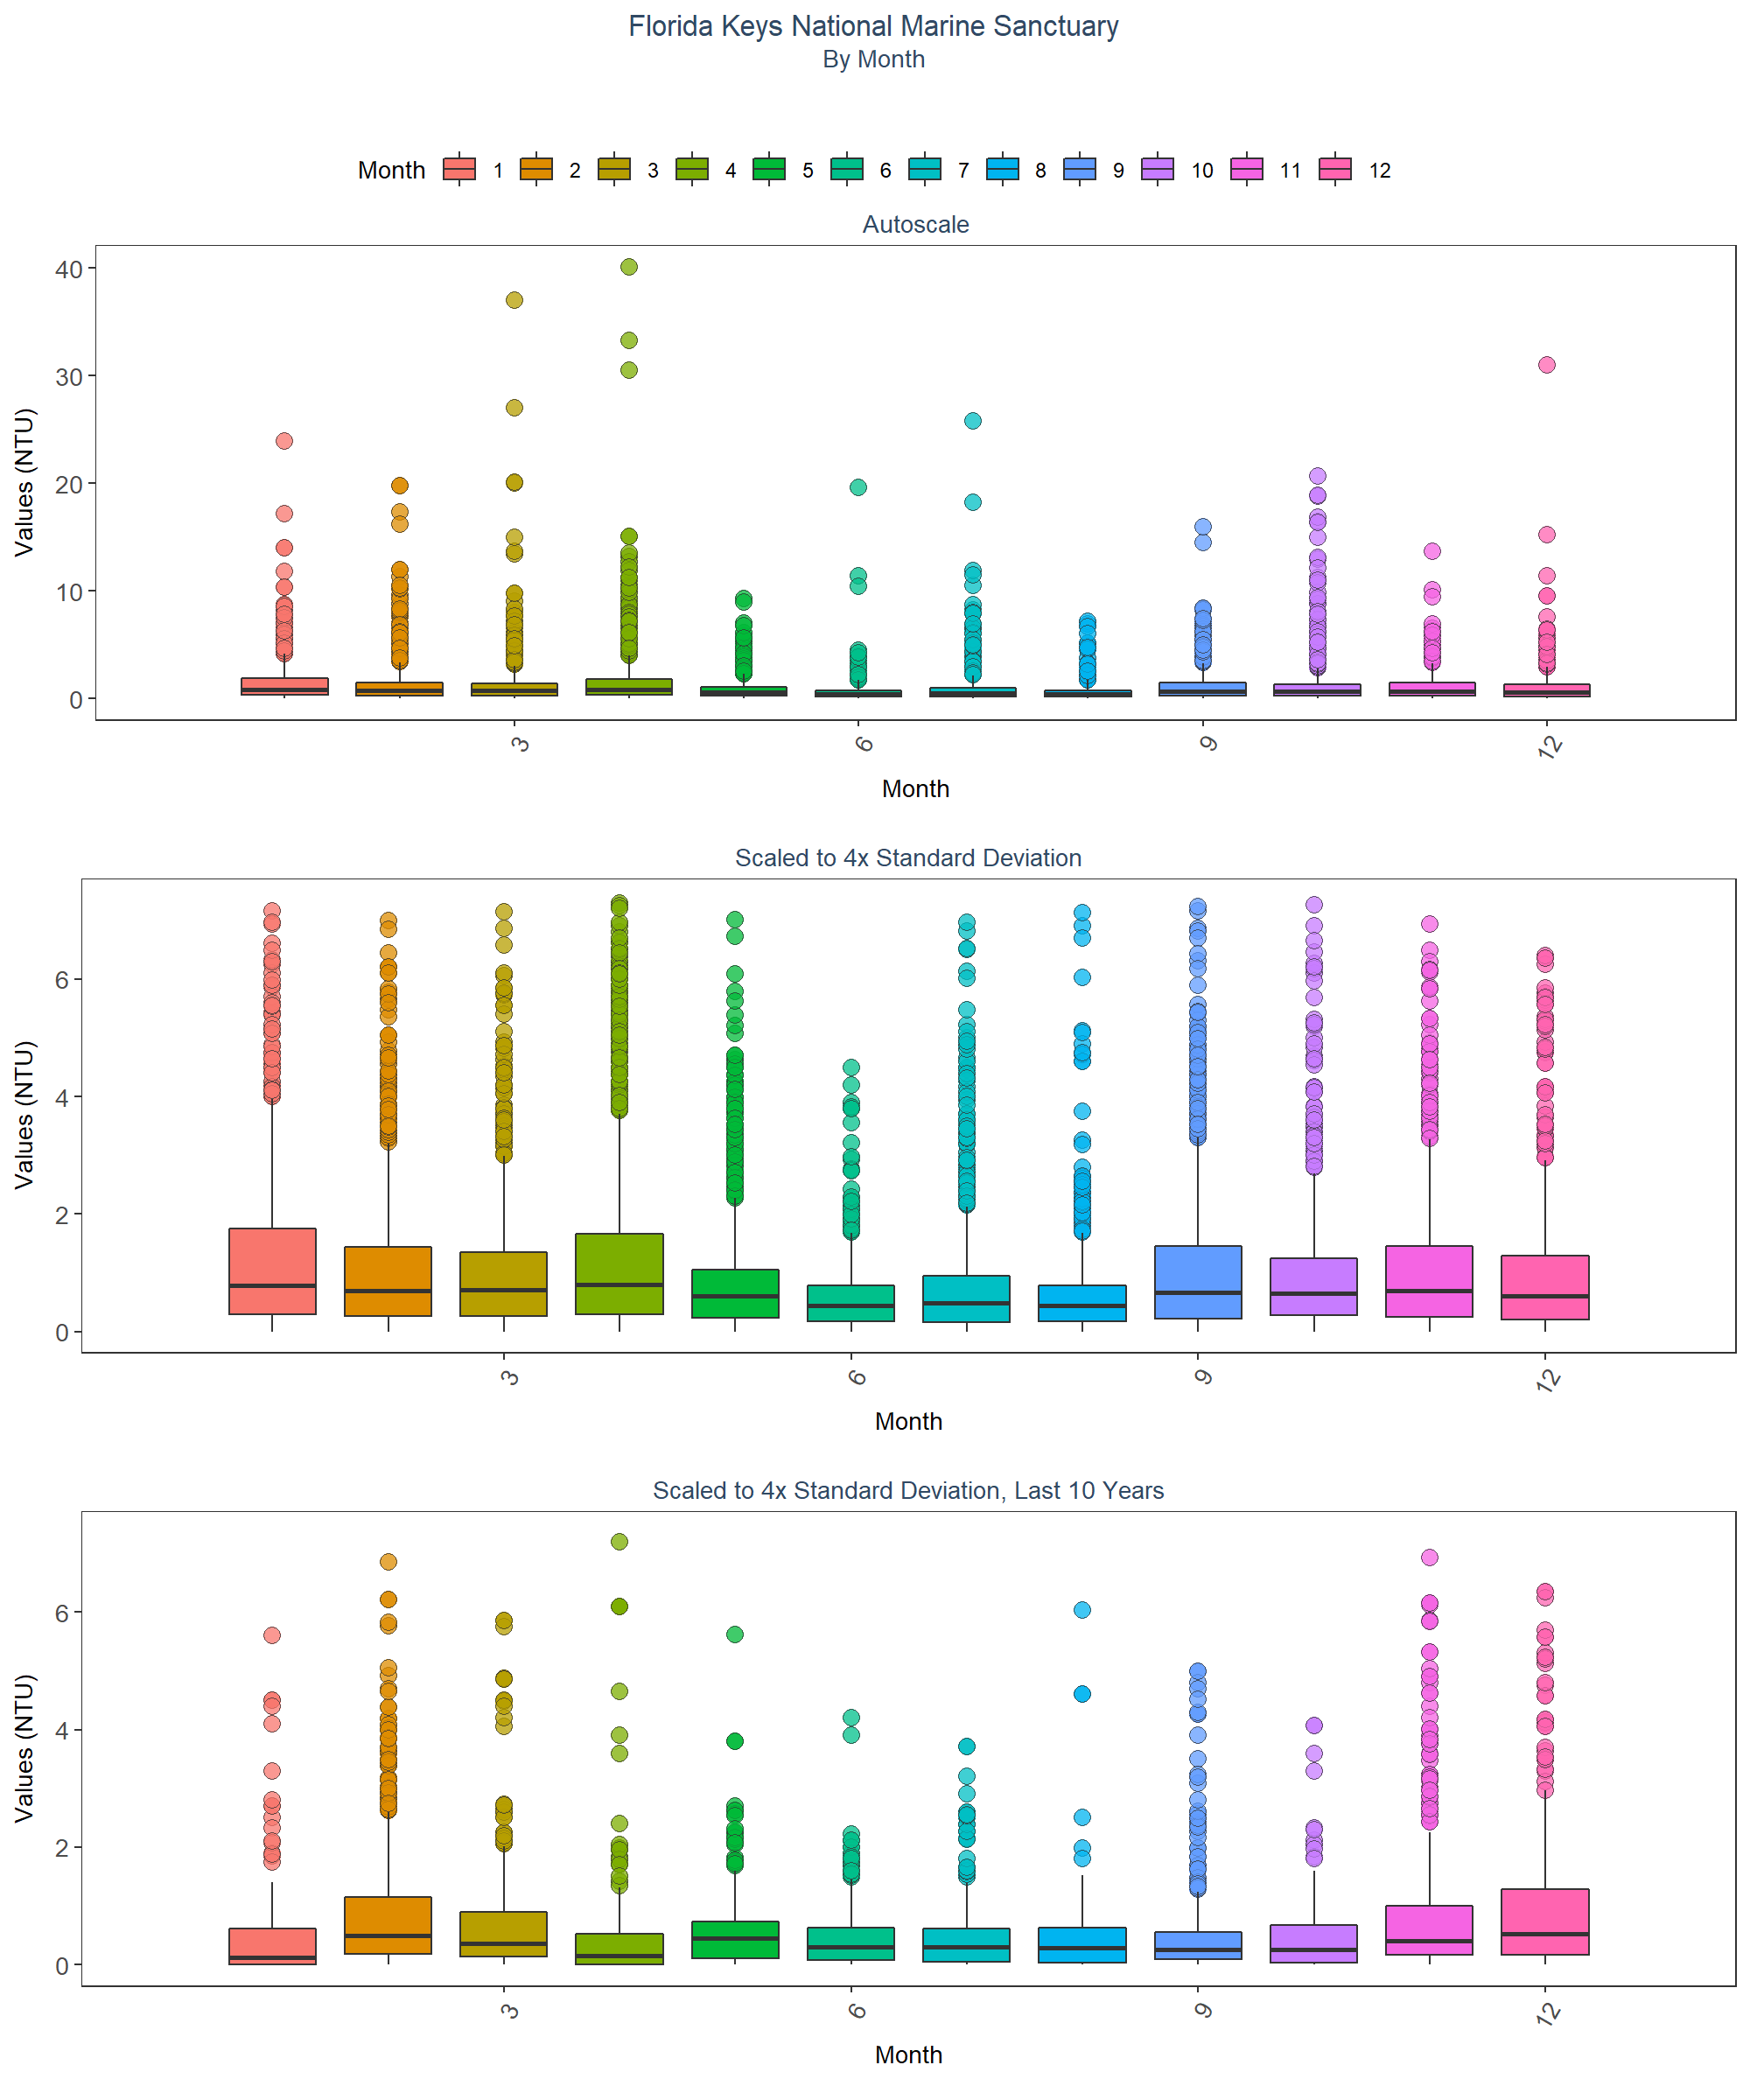 Florida Keys National Marine Sanctuary
By Month
Month 1 2 3 4 5 6 7 8 9 10 11 12
Autoscale
Values (NTU)
40
30
20
10
0
3 6 9 12
Month
Scaled to 4x Standard Deviation
Values (NTU)
6
4
2
0
3 6 9 12
Month
Scaled to 4x Standard Deviation, Last 10 Years
Values (NTU)
6
4
2
0
3 6 9 12
Month